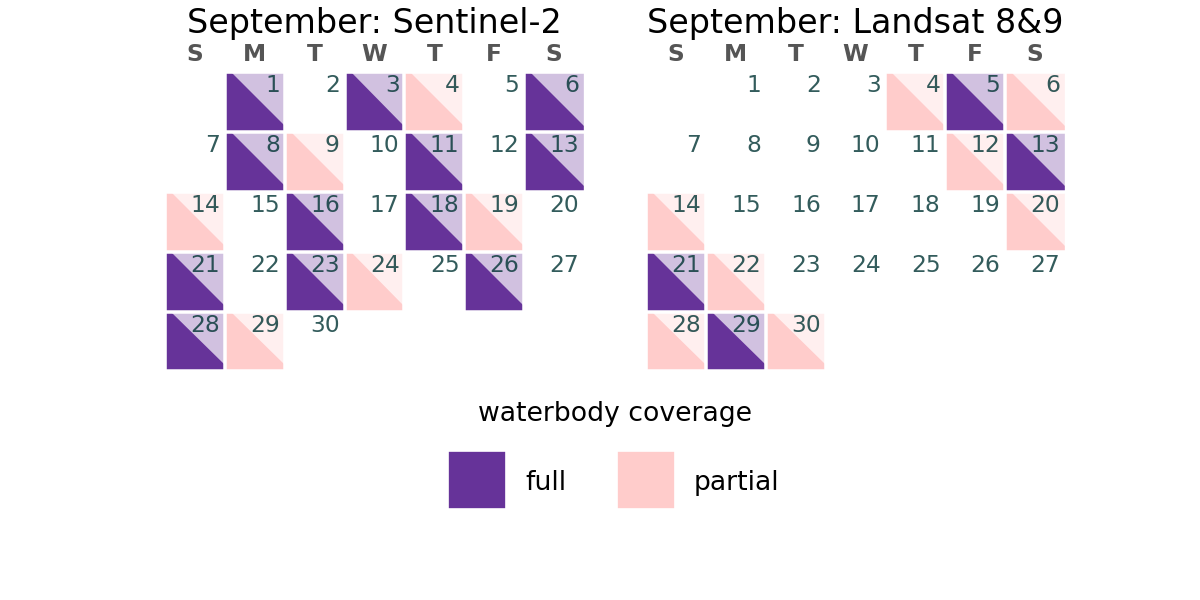 September: Sentinel-2
S M T W T F S
1 2 3 4 5 6
7 8 9 10 11 12 13
14 15 16 17 18 19 20
21 22 23 24 25 26 27
28 29 30
September: Landsat 8&9
S M T W T F S
1 2 3 4 5 6
7 8 9 10 11 12 13
14 15 16 17 18 19 20
21 22 23 24 25 26 27
28 29 30
waterbody coverage
full partial